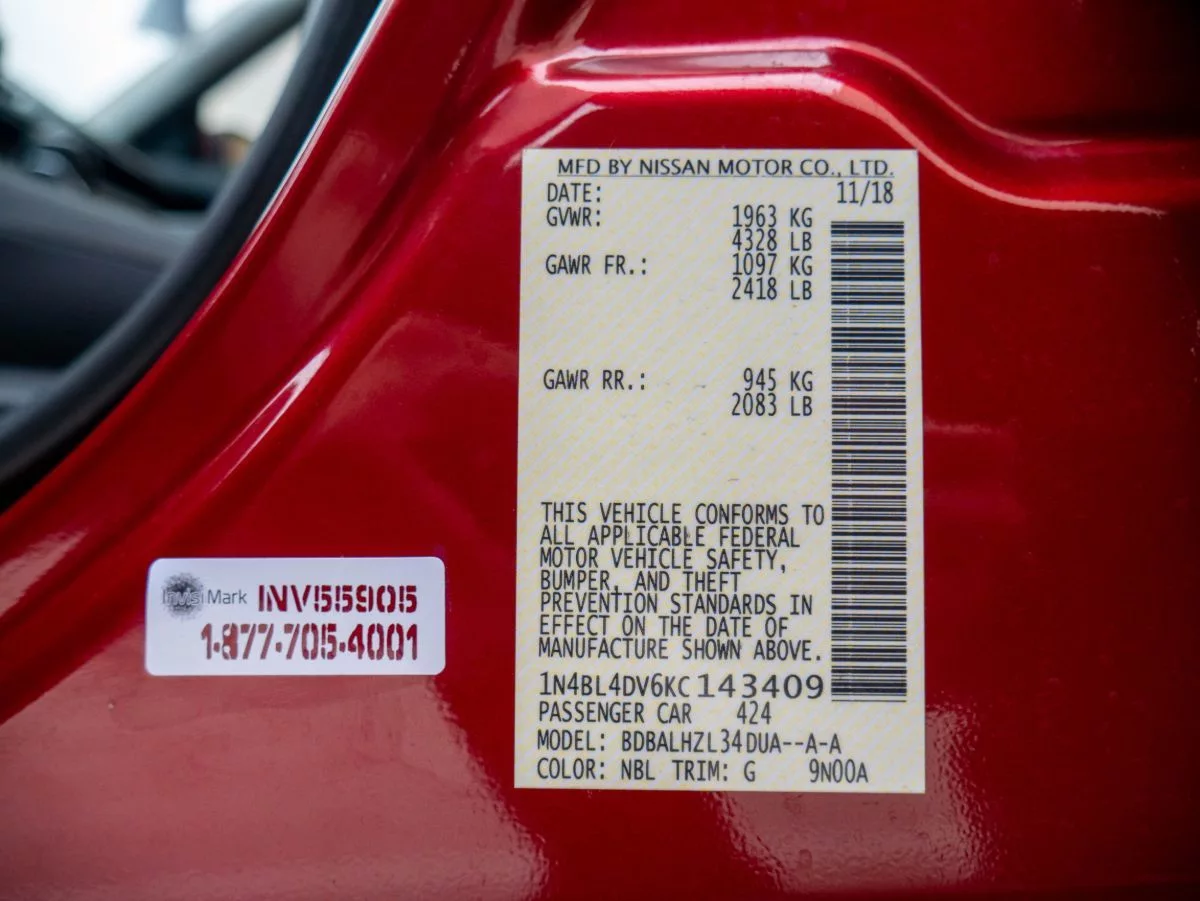 MFD BY NISSAN MOTOR CO., LTD.
DATE: 11/18
GVWR: 1963 KG
4328 LB
GAWR FR.: 1097 KG
2418 LB
GAWR RR.: 945 KG
2083 LB
THIS VEHICLE CONFORMS TO
ALL APPLICABLE FEDERAL
MOTOR VEHICLE SAFETY,
BUMPER, AND THEFT
PREVENTION STANDARDS IN
EFFECT ON THE DATE OF
MANUFACTURE SHOWN ABOVE.
1N4BL4DV6KC143409
PASSENGER CAR 424
MODEL: BDBALHZL34DUA--A-A
COLOR: NBL TRIM: G 9N00A
InvisiMark INV55905
1-877-705-4001